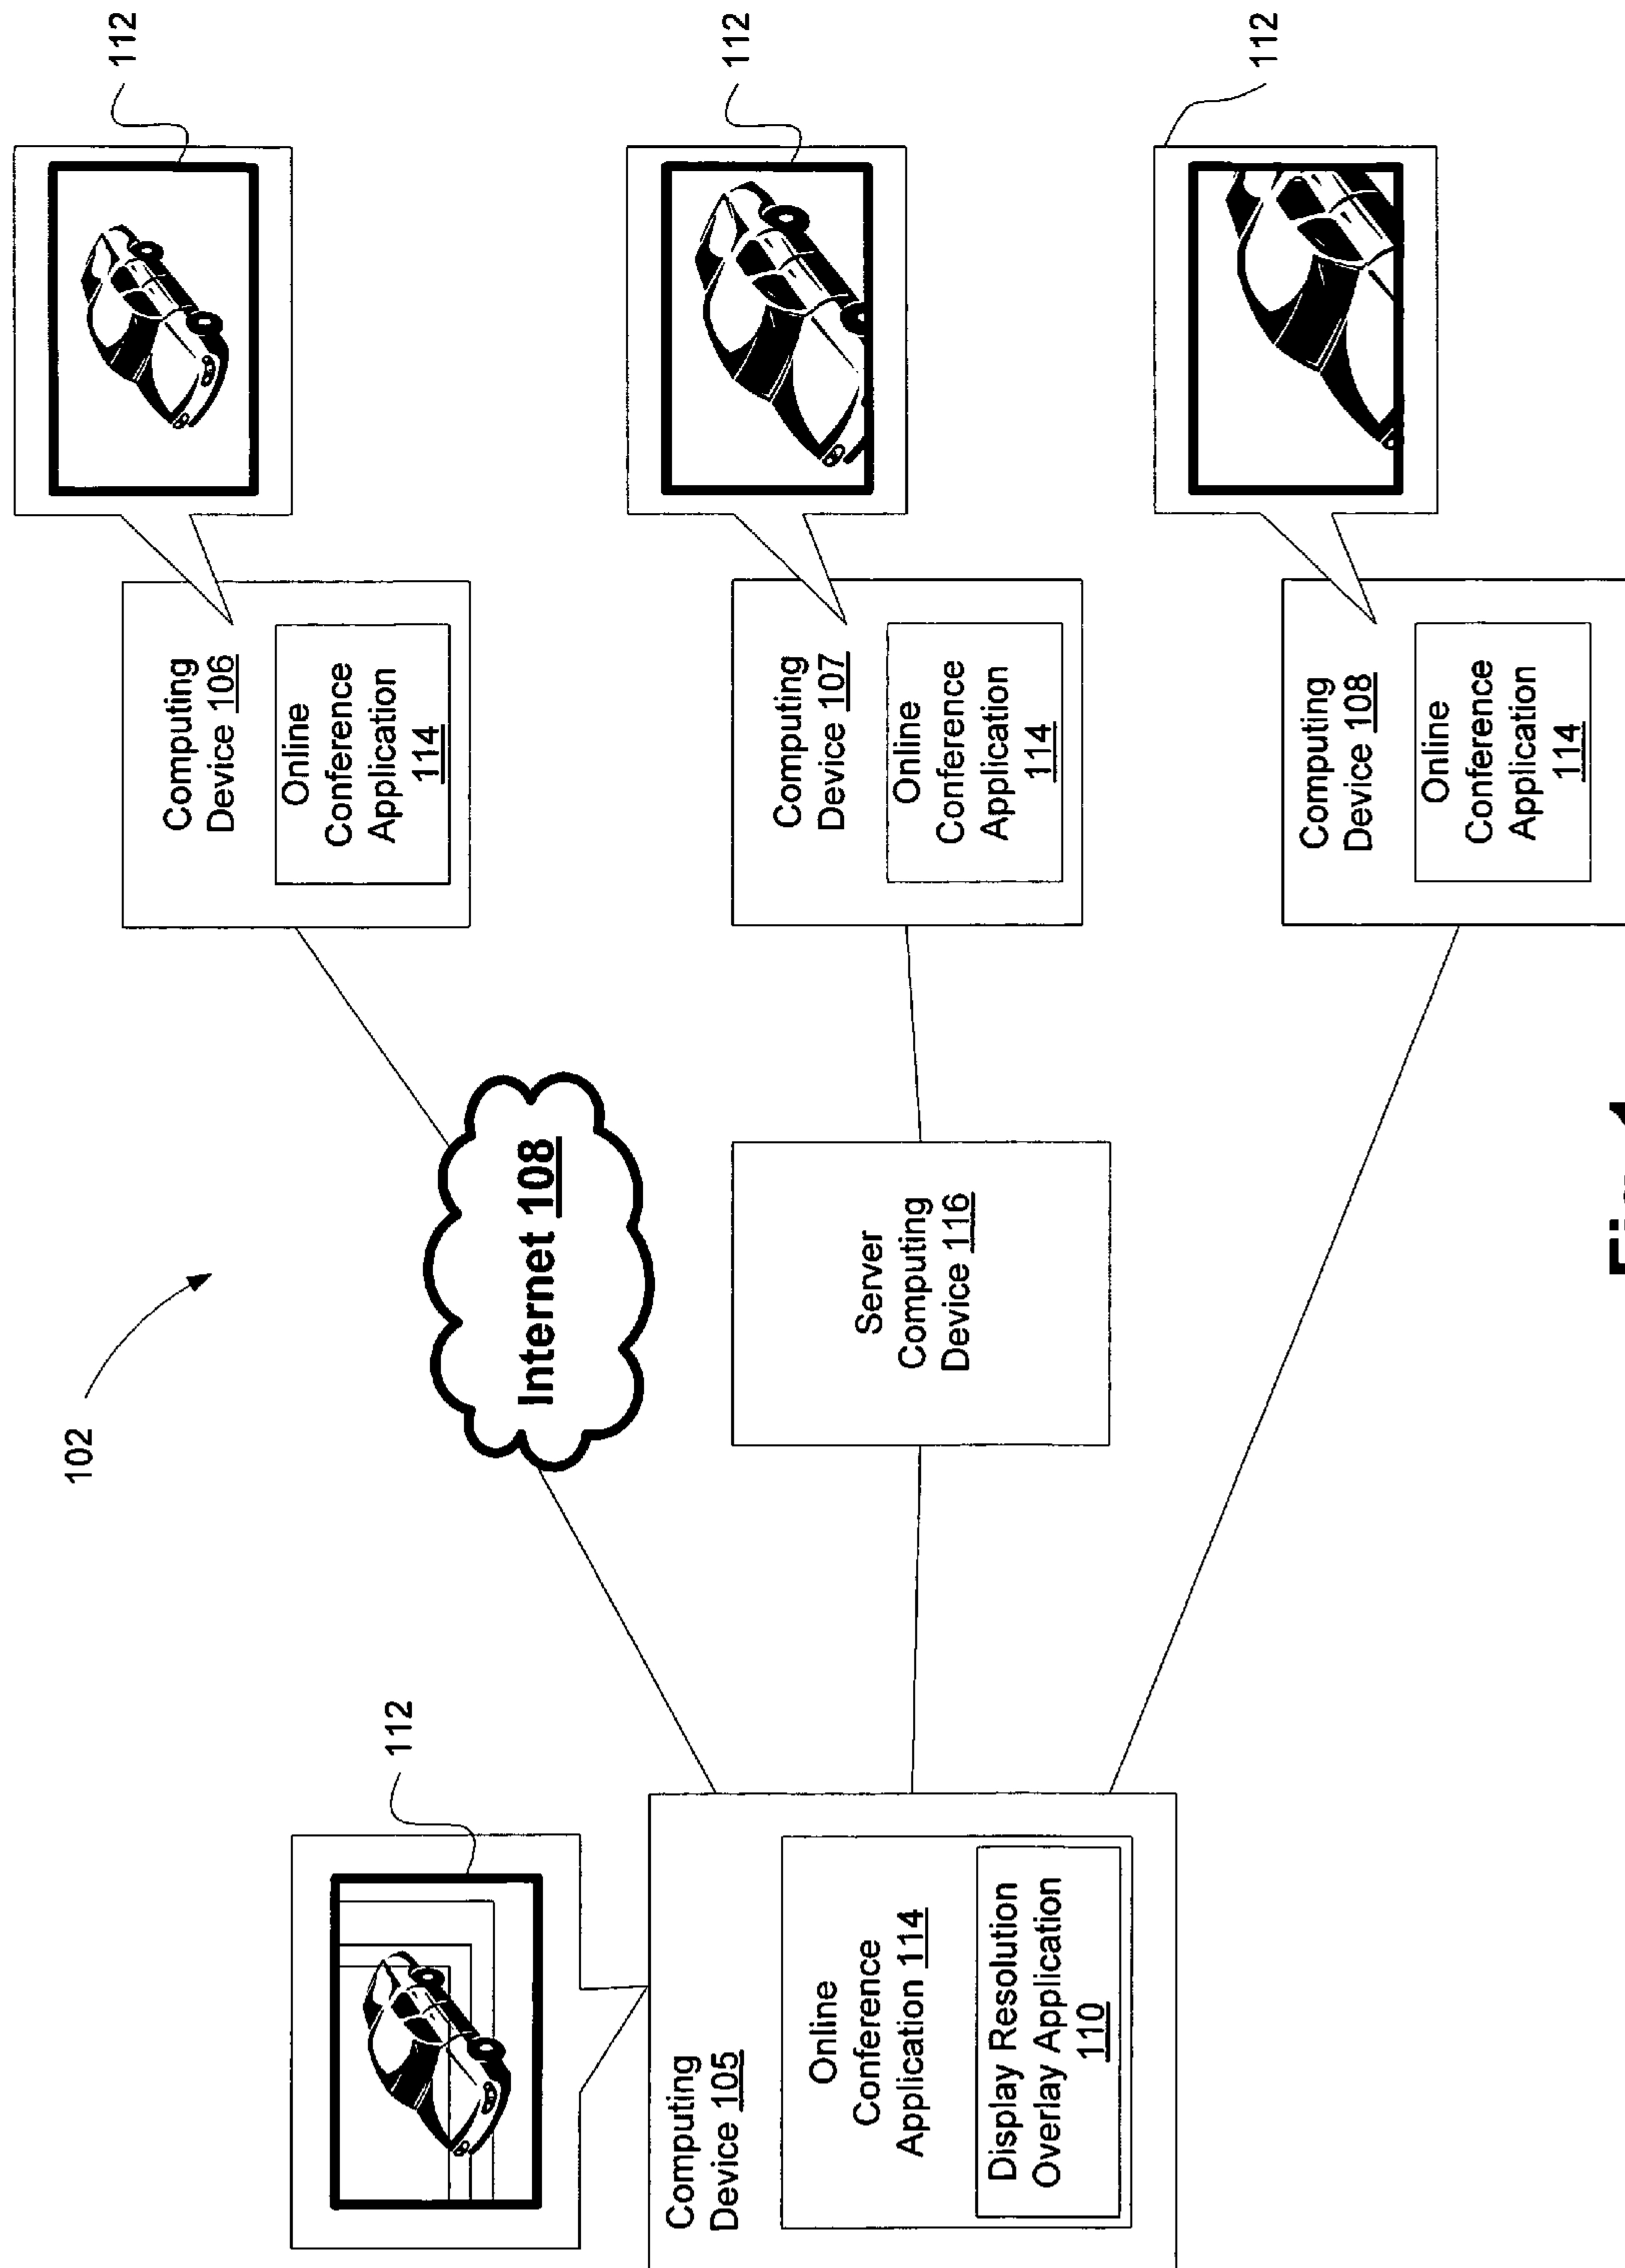 102
112
Computing
Device 106
Online
Conference
Application
114
112
Internet 108
Computing
Device 105
Online
Conference
Application 114
Display Resolution
Overlay Application
110
Server
Computing
Device 116
Computing
Device 107
Online
Conference
Application
114
112
Computing
Device 108
Online
Conference
Application
114
112